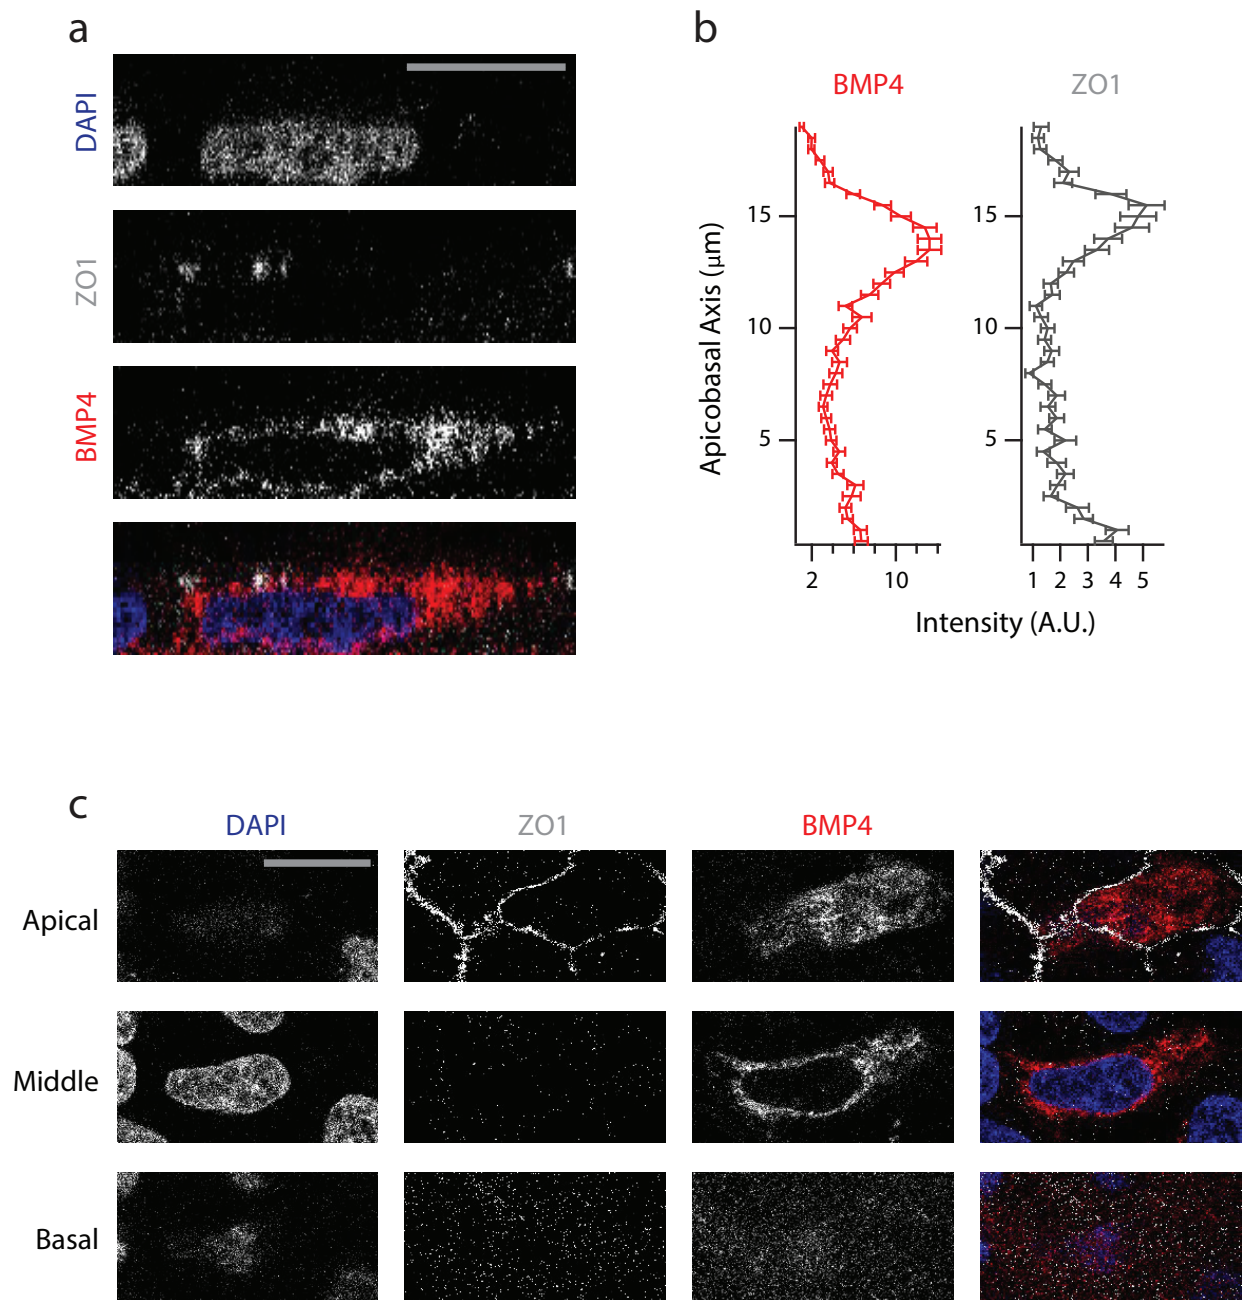 a
DAPI
ZO1
BMP4
b
BMP4
ZO1
Apicobasal Axis (μm)
15
10
5
15
10
5
2 10
1 2 3 4 5
Intensity (A.U.)
c
DAPI ZO1 BMP4
Apical
Middle
Basal